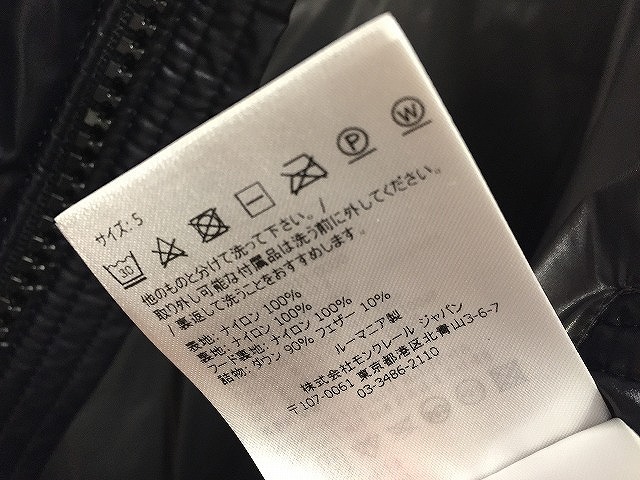 サイズ: 5
30 P W
他のものと分けて洗って下さい。/
取り外し可能な付属品は洗う前に外してください。
/ 裏返して洗うことをおすすめします。
表地: ナイロン 100%
裏地: ナイロン 100%
フード裏地: ナイロン 100%
詰物: ダウン 90% フェザー 10%
ルーマニア製
株式会社モンクレール ジャパン
〒107-0061 東京都港区北青山3-6-7
03-3486-2110